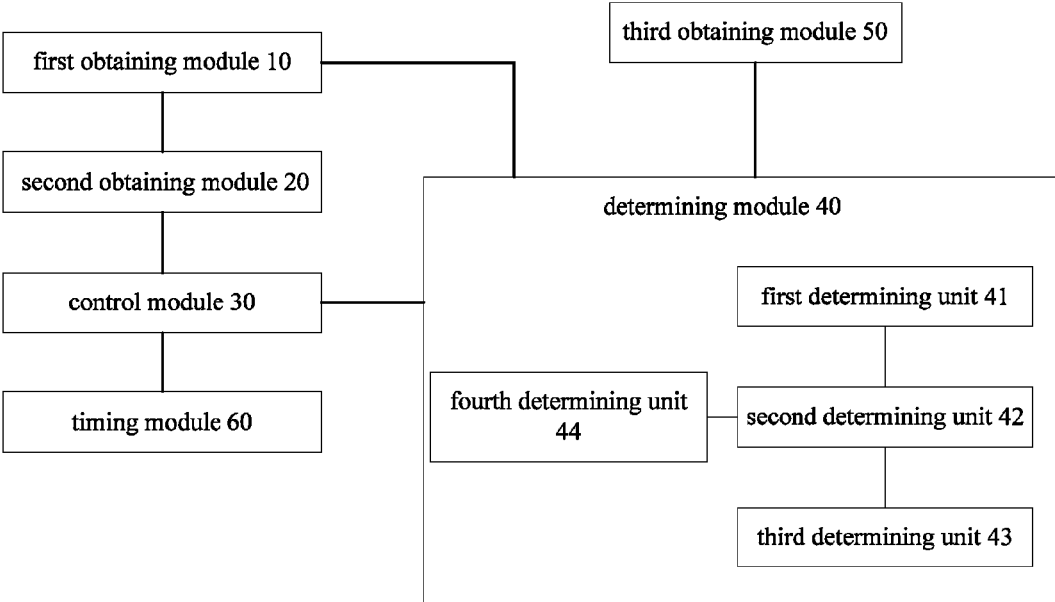 third obtaining module 50
first obtaining module 10
second obtaining module 20
determining module 40
control module 30
first determining unit 41
timing module 60
fourth determining unit
44
second determining unit 42
third determining unit 43